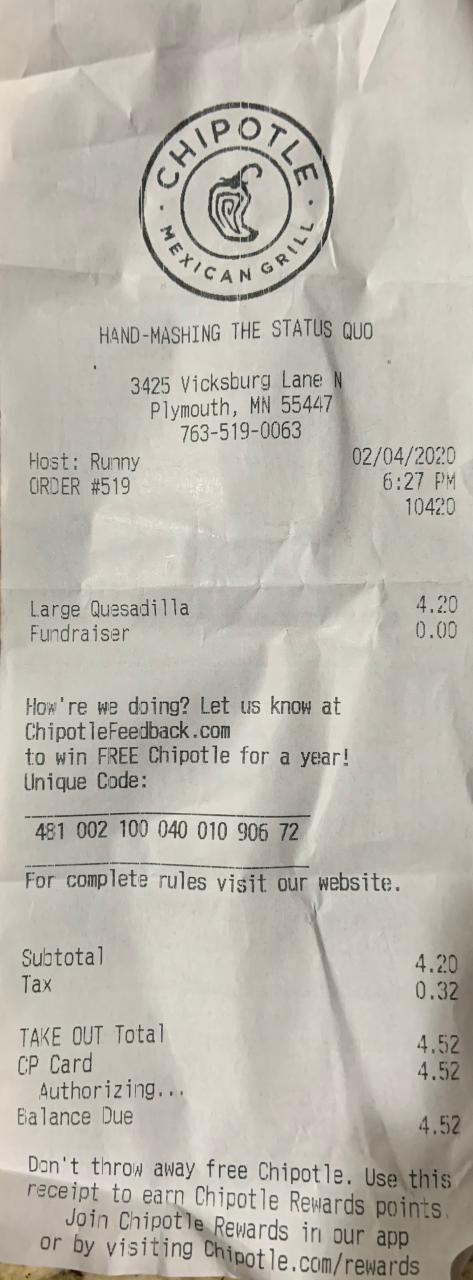 CHIPOTLE
MEXICAN GRILL
HAND-MASHING THE STATUS QUO
3425 Vicksburg Lane N
Plymouth, MN 55447
763-519-0063
Host: Runny 02/04/2020
ORDER #519 6:27 PM
10420
Large Quesadilla 4.20
Fundraiser 0.00
How're we doing? Let us know at
ChipotleFeedback.com
to win FREE Chipotle for a year!
Unique Code:
481 002 100 040 010 906 72
For complete rules visit our website.
Subtotal 4.20
Tax 0.32
TAKE OUT Total 4.52
CP Card 4.52
Authorizing...
Balance Due 4.52
Don't throw away free Chipotle. Use this
receipt to earn Chipotle Rewards points.
Join Chipotle Rewards in our app
or by visiting Chipotle.com/rewards